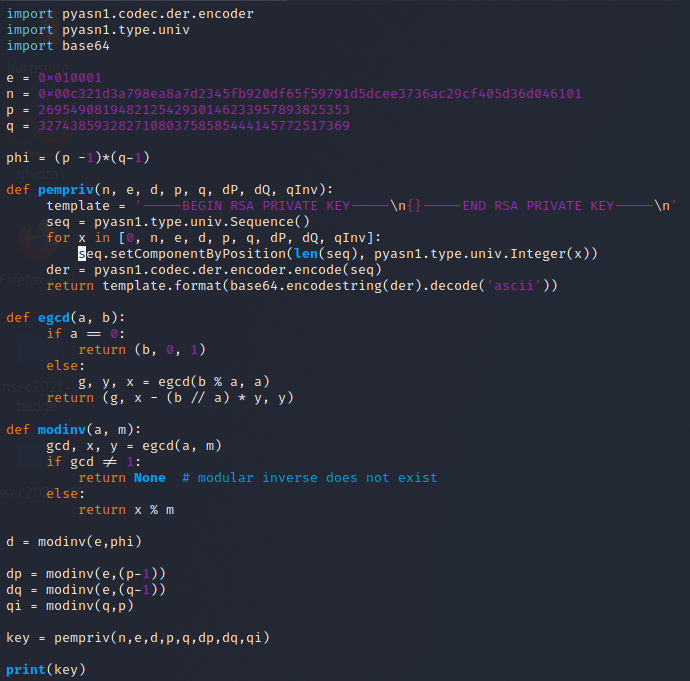 import pyasn1.codec.der.encoder
import pyasn1.type.univ
import base64
e = 0×010001
n = 0×00c321d3a798ea8a7d2345fb920df65f59791d5dcee3736ac29cf405d36d046101
p = 269549081948212542930146233957893825353
q = 327438593282710803758585444145772517369
phi = (p -1)*(q-1)
def pempriv(n, e, d, p, q, dP, dQ, qInv):
    template = '-----BEGIN RSA PRIVATE KEY-----\n{}-----END RSA PRIVATE KEY-----\n'
    seq = pyasn1.type.univ.Sequence()
    for x in [0, n, e, d, p, q, dP, dQ, qInv]:
        seq.setComponentByPosition(len(seq), pyasn1.type.univ.Integer(x))
    der = pyasn1.codec.der.encoder.encode(seq)
    return template.format(base64.encodestring(der).decode('ascii'))
def egcd(a, b):
    if a == 0:
        return (b, 0, 1)
    else:
        g, y, x = egcd(b % a, a)
    return (g, x - (b // a) * y, y)
def modinv(a, m):
    gcd, x, y = egcd(a, m)
    if gcd ≠ 1:
        return None  # modular inverse does not exist
    else:
        return x % m
d = modinv(e,phi)
dp = modinv(e,(p-1))
dq = modinv(e,(q-1))
qi = modinv(q,p)
key = pempriv(n,e,d,p,q,dp,dq,qi)
print(key)